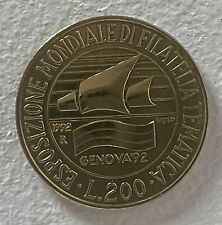 ESPOSIZIONE MONDIALE DI FILATELIA TEMATICA
1992
R
GENOVA'92
· L.200 ·